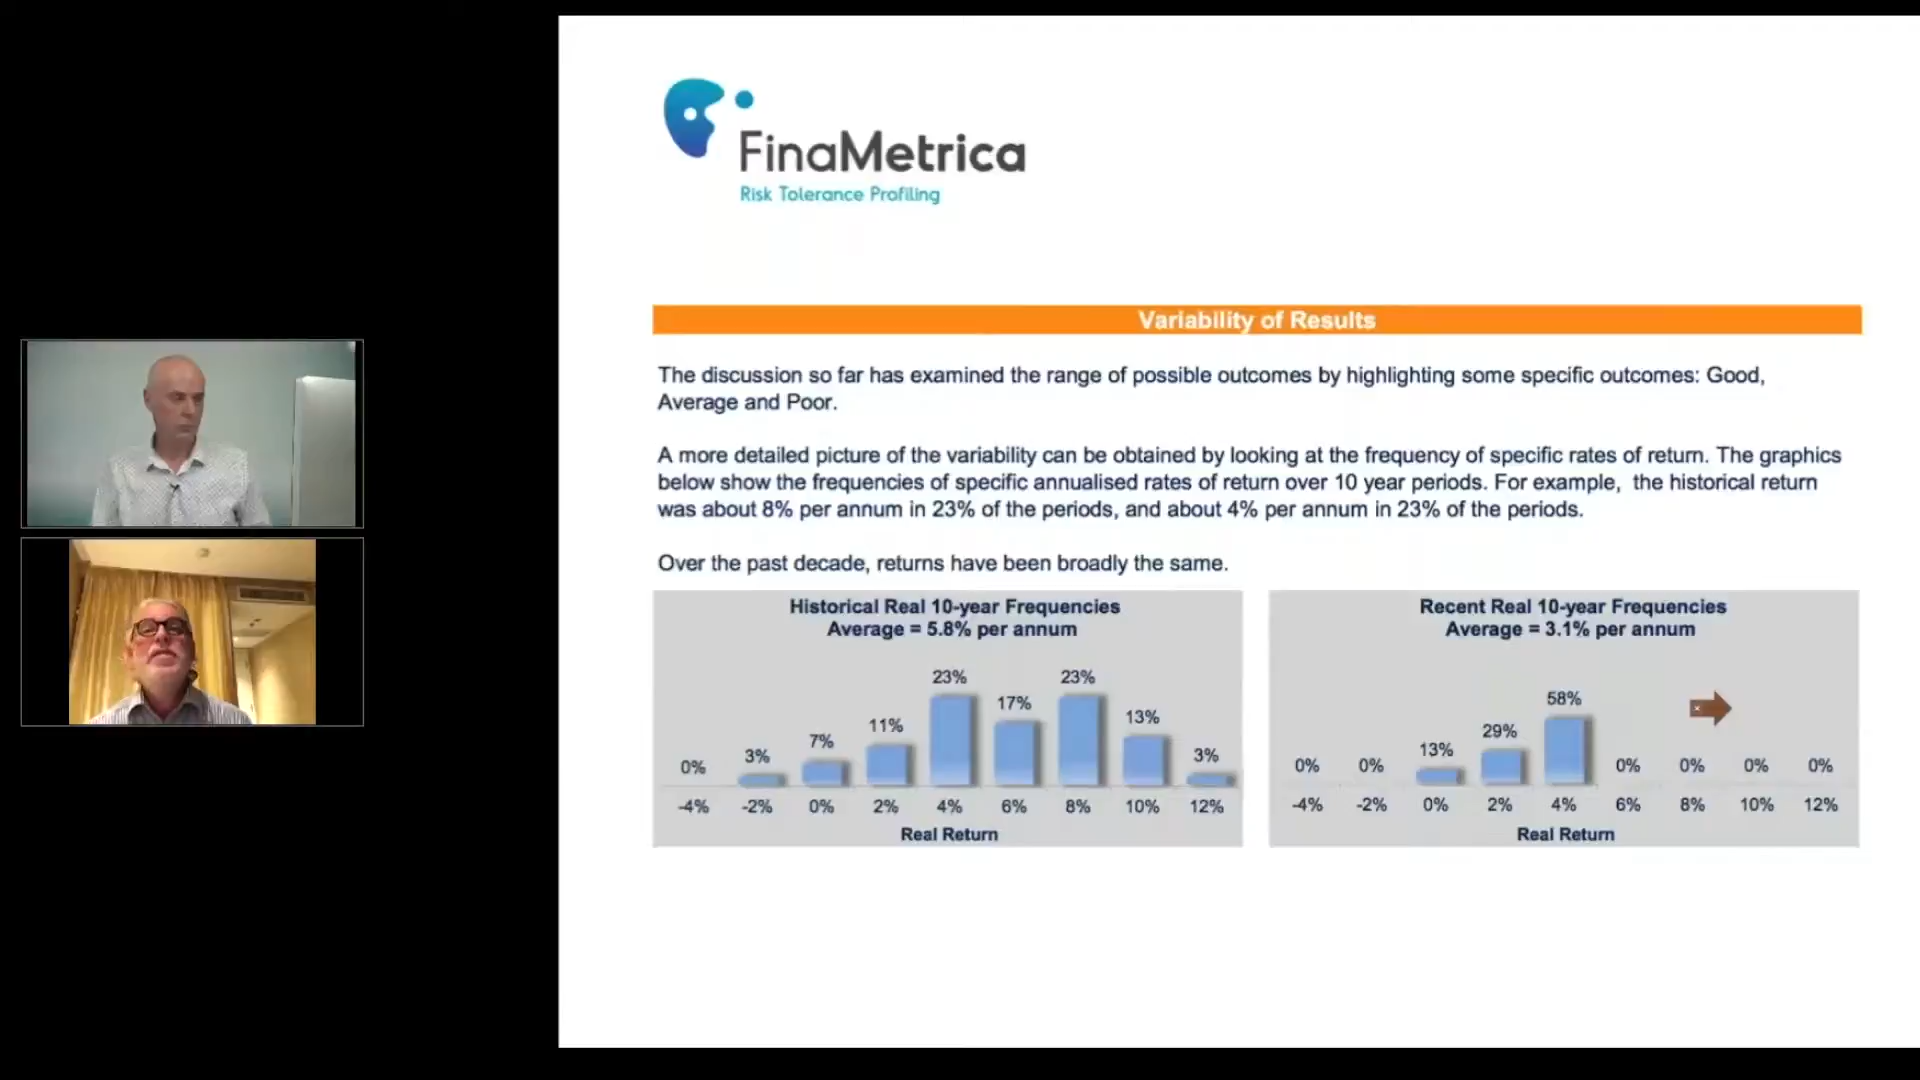 FinaMetrica
Risk Tolerance Profiling
Variability of Results
The discussion so far has examined the range of possible outcomes by highlighting some specific outcomes: Good,
Average and Poor.
A more detailed picture of the variability can be obtained by looking at the frequency of specific rates of return. The graphics
below show the frequencies of specific annualised rates of return over 10 year periods. For example, the historical return
was about 8% per annum in 23% of the periods, and about 4% per annum in 23% of the periods.
Over the past decade, returns have been broadly the same.
Historical Real 10-year Frequencies
Average = 5.8% per annum
0% 3% 7% 11% 23% 17% 23% 13% 3%
-4% -2% 0% 2% 4% 6% 8% 10% 12%
Real Return
Recent Real 10-year Frequencies
Average = 3.1% per annum
0% 0% 13% 29% 58% 0% 0% 0% 0%
-4% -2% 0% 2% 4% 6% 8% 10% 12%
Real Return